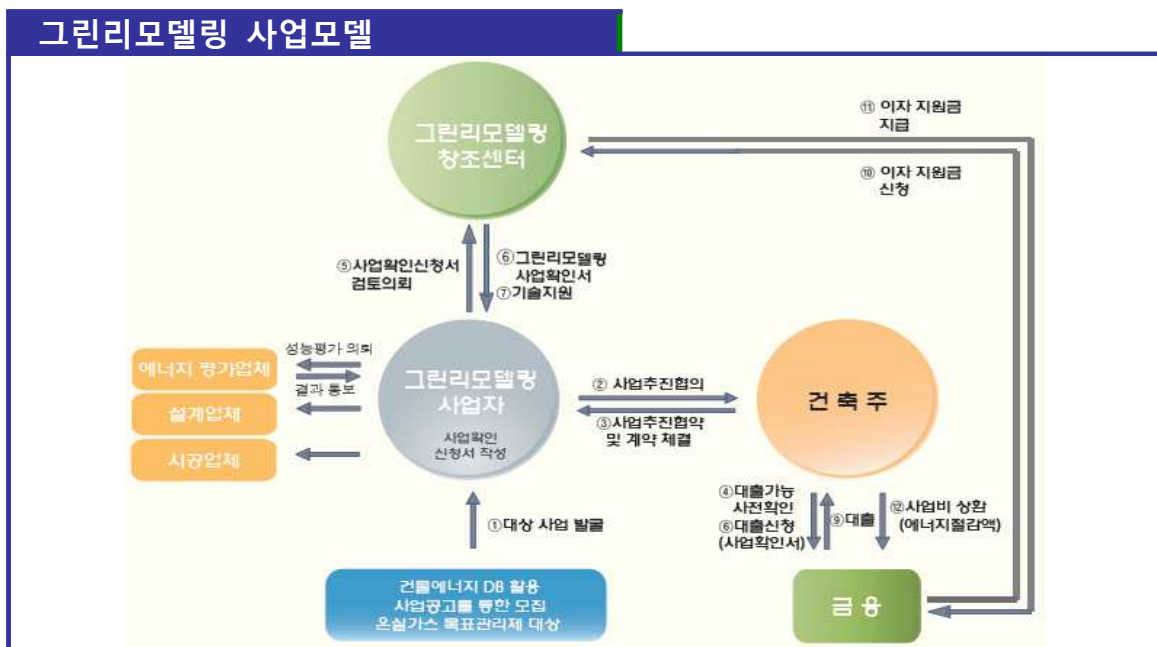 그린리모델링 사업모델
그린리모델링
창조센터
⑪ 이자 지원금
지급
⑩ 이자 지원금
신청
⑤사업확인신청서
검토의뢰
⑥그린리모델링
사업확인서
⑦기술지원
에너지 평가업체
설계업체
시공업체
성능평가 의뢰
결과 통보
그린리모델링
사업자
사업확인
신청서 작성
② 사업추진협의
③사업추진협약
및 계약 체결
건 축 주
①대상 사업 발굴
④대출가능
사전확인
⑥대출신청
(사업확인서)
⑨대출
⑫사업비 상환
(에너지절감액)
건물에너지 DB 활용
사업공고를 통한 모집
온실가스 목표관리제 대상
금 융